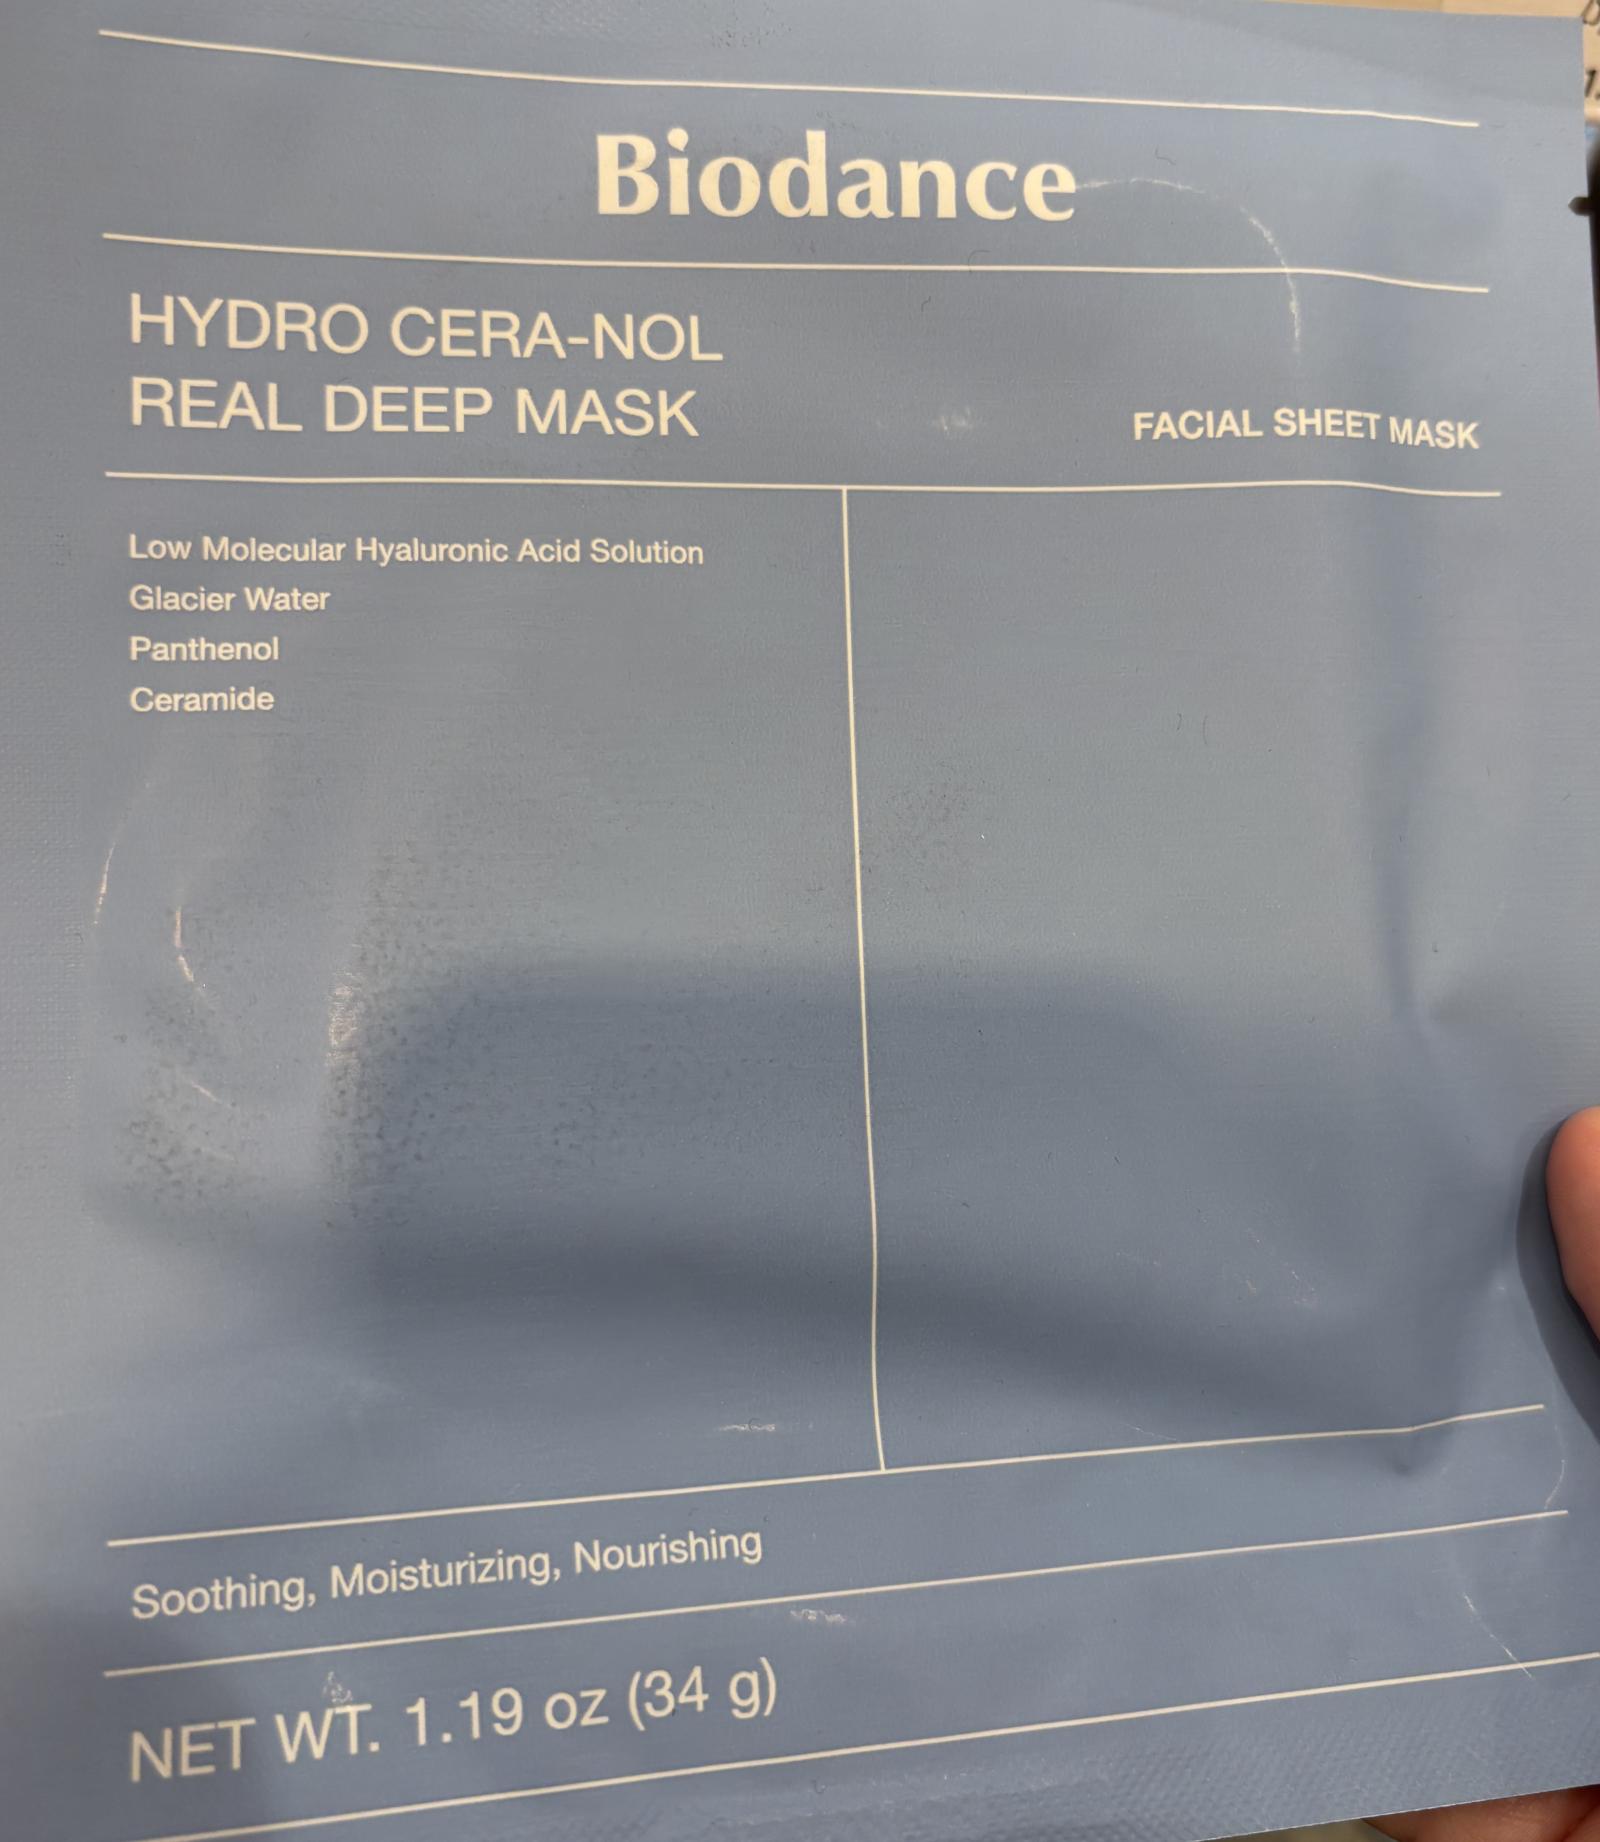 Biodance
HYDRO CERA-NOL
REAL DEEP MASK
FACIAL SHEET MASK
Low Molecular Hyaluronic Acid Solution
Glacier Water
Panthenol
Ceramide
Soothing, Moisturizing, Nourishing
NET WT. 1.19 oz (34 g)